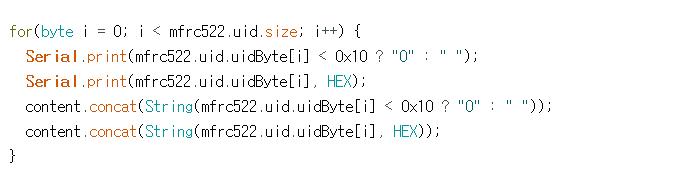 for(byte i = 0; i < mfrc522.uid.size; i++) {
  Serial.print(mfrc522.uid.uidByte[i] < 0x10 ? "0" : " ");
  Serial.print(mfrc522.uid.uidByte[i], HEX);
  content.concat(String(mfrc522.uid.uidByte[i] < 0x10 ? "0" : " "));
  content.concat(String(mfrc522.uid.uidByte[i], HEX));
}